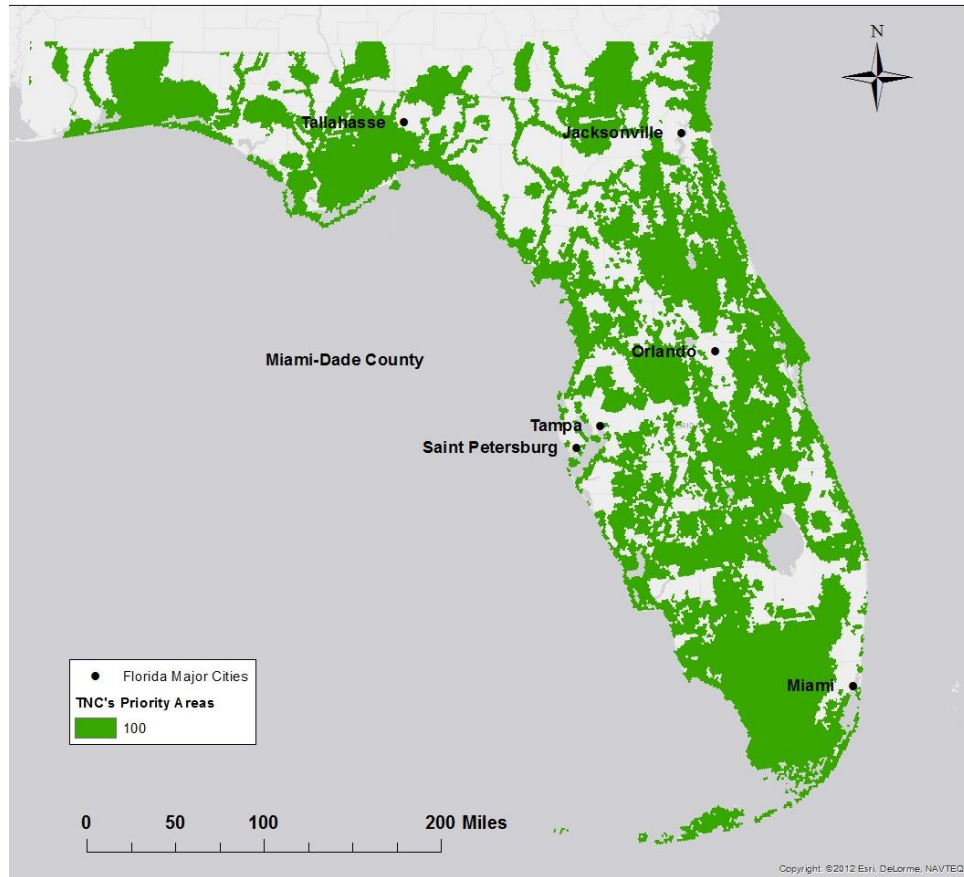 N
Tallahasse
Jacksonville
Miami-Dade County
Orlando
Tampa
Saint Petersburg
Miami
Florida Major Cities
TNC's Priority Areas
100
0 50 100 200 Miles
Copyright: ©2012 Esri, DeLorme, NAVTEQ